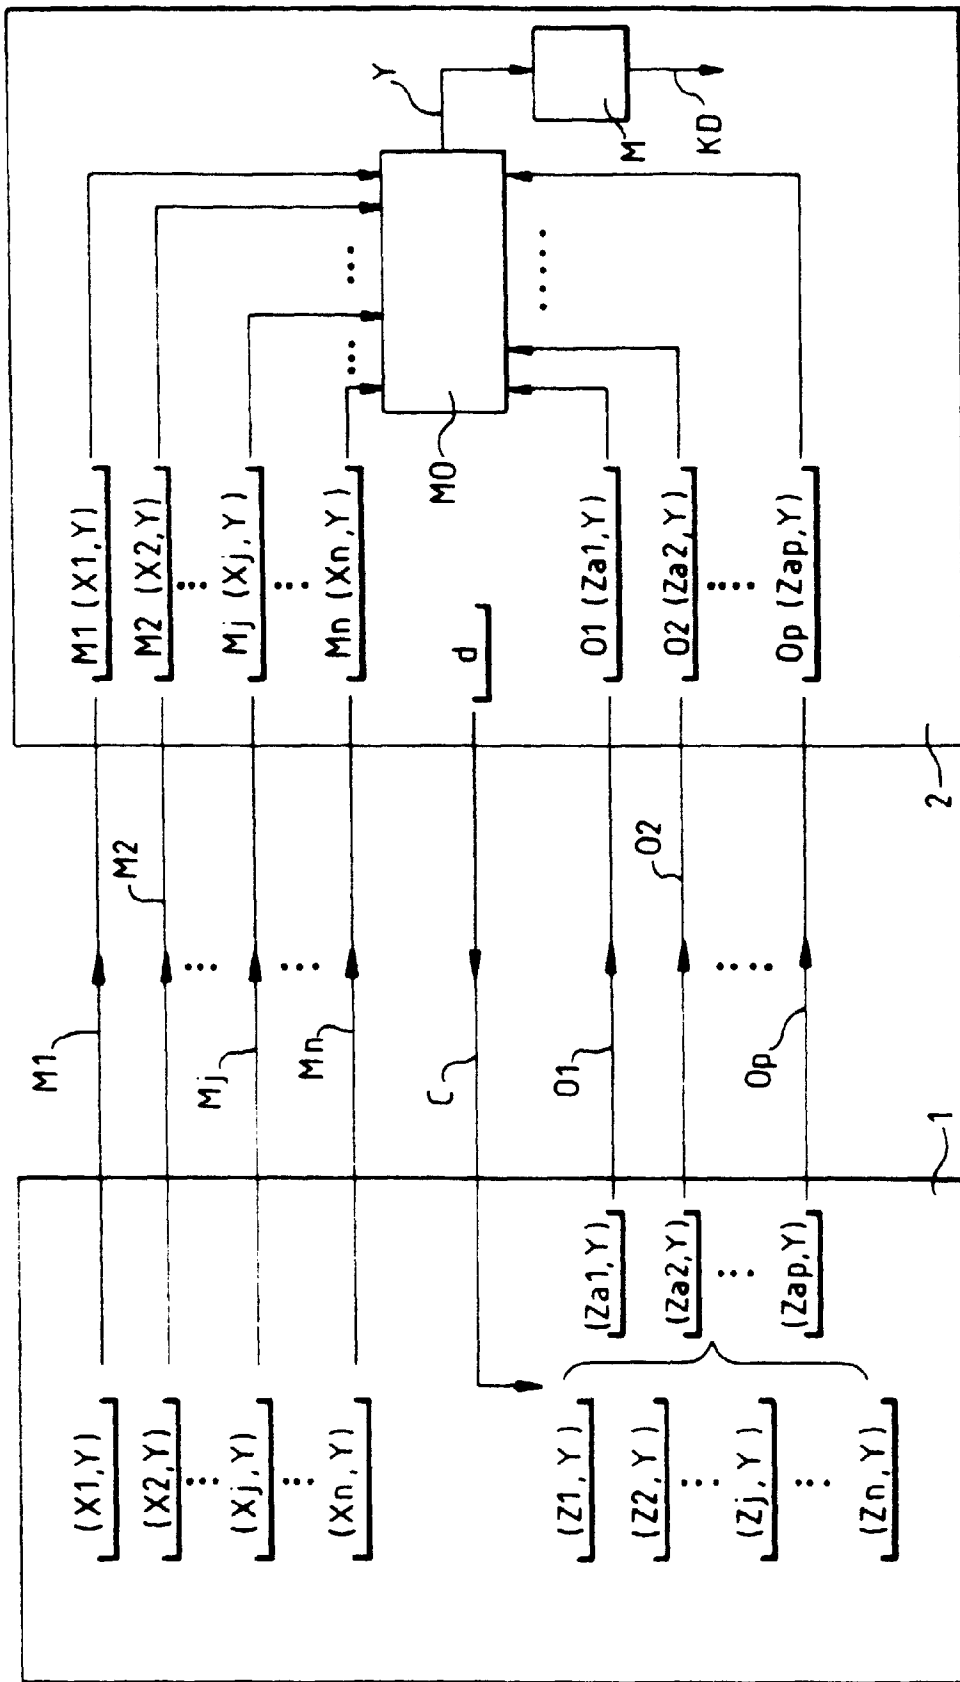 (X1,Y)
(X2,Y)
....
(Xj,Y)
....
(Xn,Y)
(Z1,Y)
(Z2,Y)
....
(Zj,Y)
....
(Zn,Y)
(Za1,Y)
(Za2,Y)
....
(Zap,Y)
1
M1
M2
....
Mj
....
Mn
C
O1
O2
....
Op
2
M1 (X1,Y)
M2 (X2,Y)
....
Mj (Xj,Y)
....
Mn (Xn,Y)
d
O1 (Za1,Y)
O2 (Za2,Y)
....
Op (Zap,Y)
...
...
.....
MO
Y
M
KD